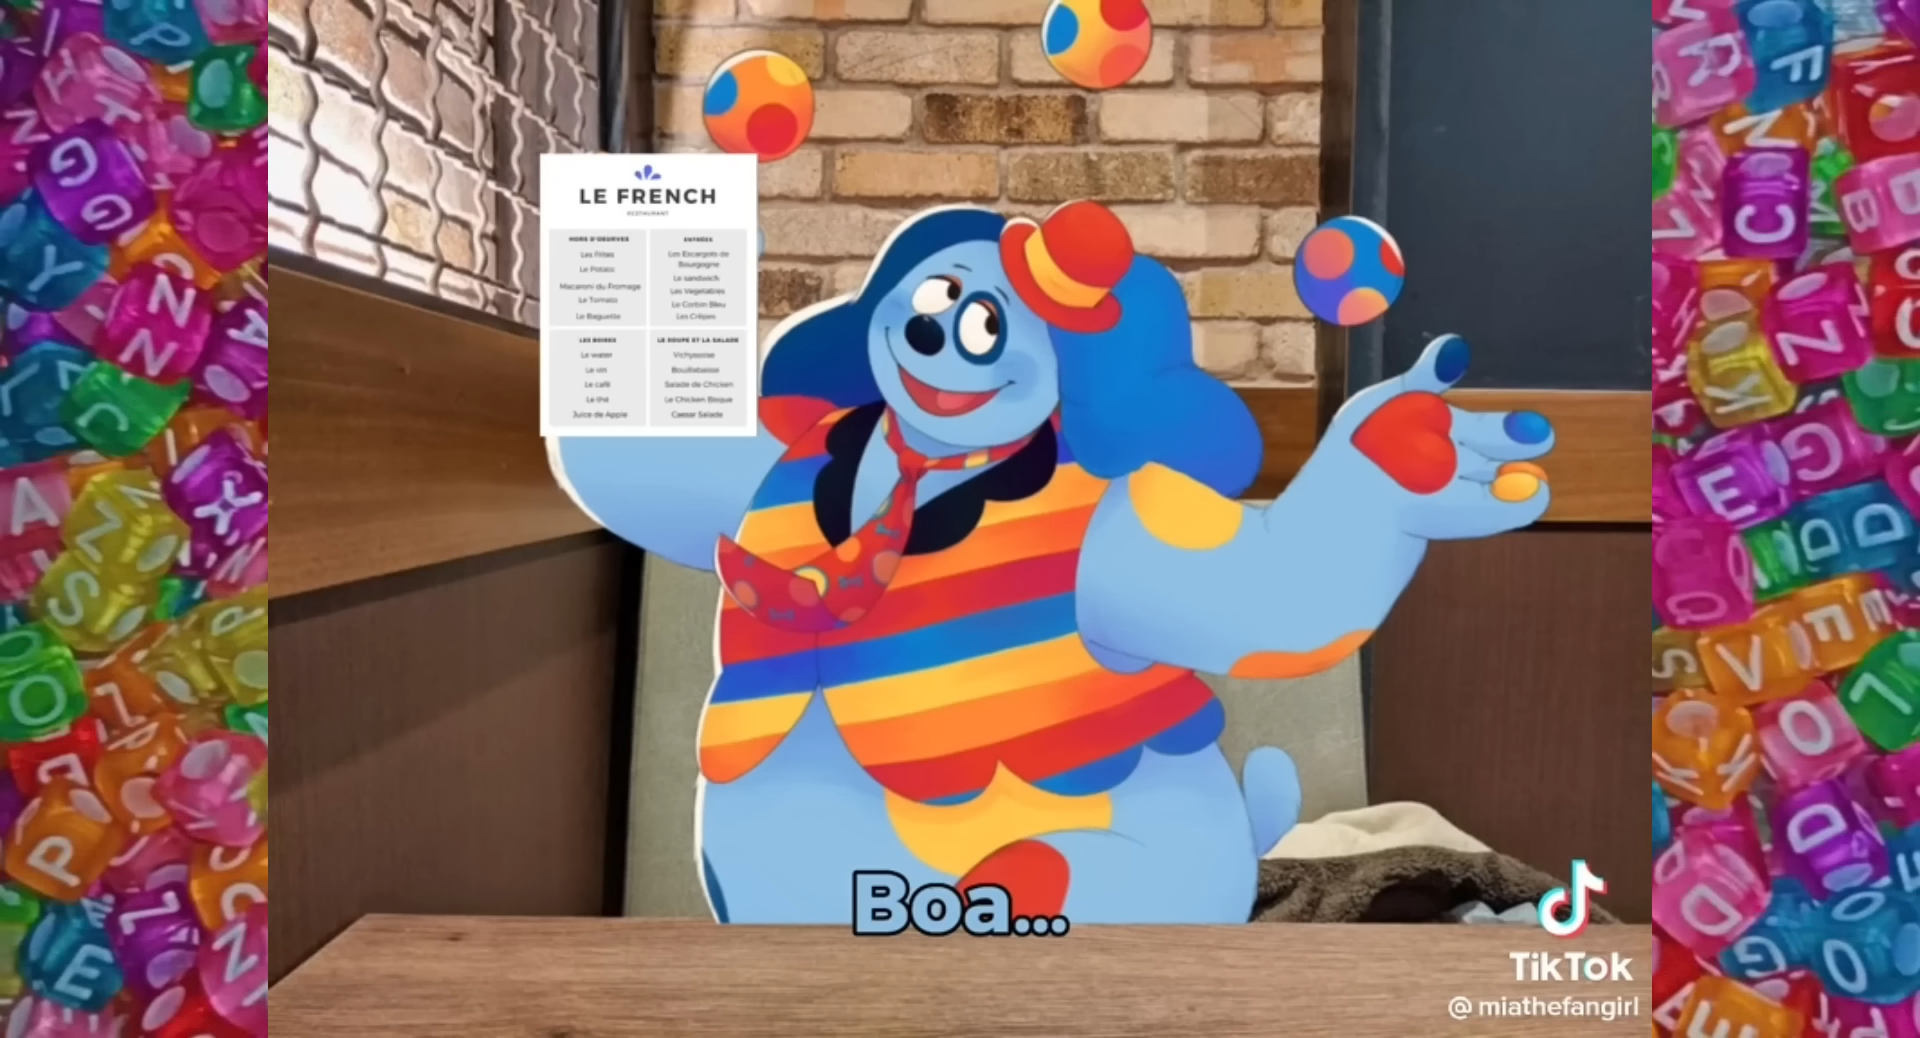 LE FRENCH
RESTAURANT
HORS D'OEURVES
Les Frites
Le Potato
Macaroni du Fromage
Le Tomato
Le Baguette
ENTRÉES
Les Escargots de
Bourgogne
Le sandwich
Les Vegetables
Le Corbin Bleu
Les Crêpes
LES BOIRES
Le water
Le vin
Le café
Le thé
Juice de Apple
LE SOUPE ET LA SALADE
Vichyssoise
Bouillabaisse
Salade de Chicken
Le Chicken Bisque
Caesar Salade
Boa...
TikTok
@ miathefangirl